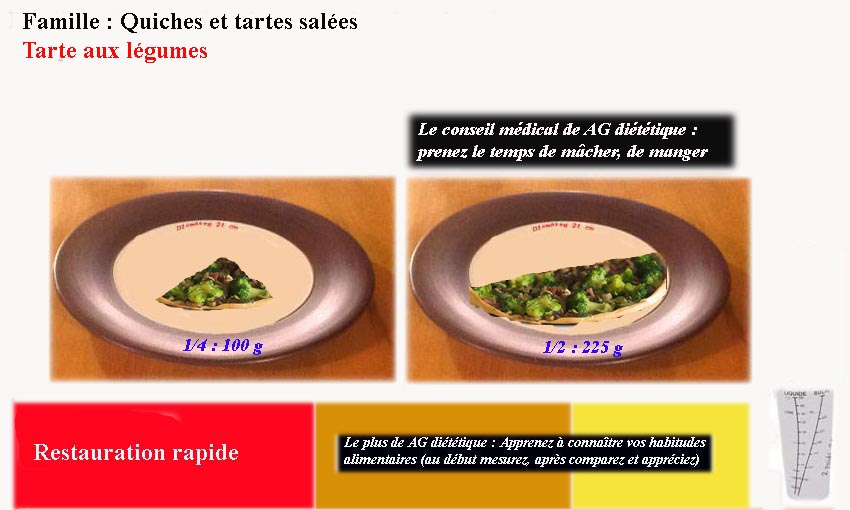 Famille : Quiches et tartes salées
Tarte aux légumes
Le conseil médical de AG diététique :
prenez le temps de mâcher, de manger
Diamètre 21 cm
Diamètre 21 cm
1/4 : 100 g
1/2 : 225 g
Restauration rapide
Le plus de AG diététique : Apprenez à connaître vos habitudes
alimentaires (au début mesurez, après comparez et appréciez)